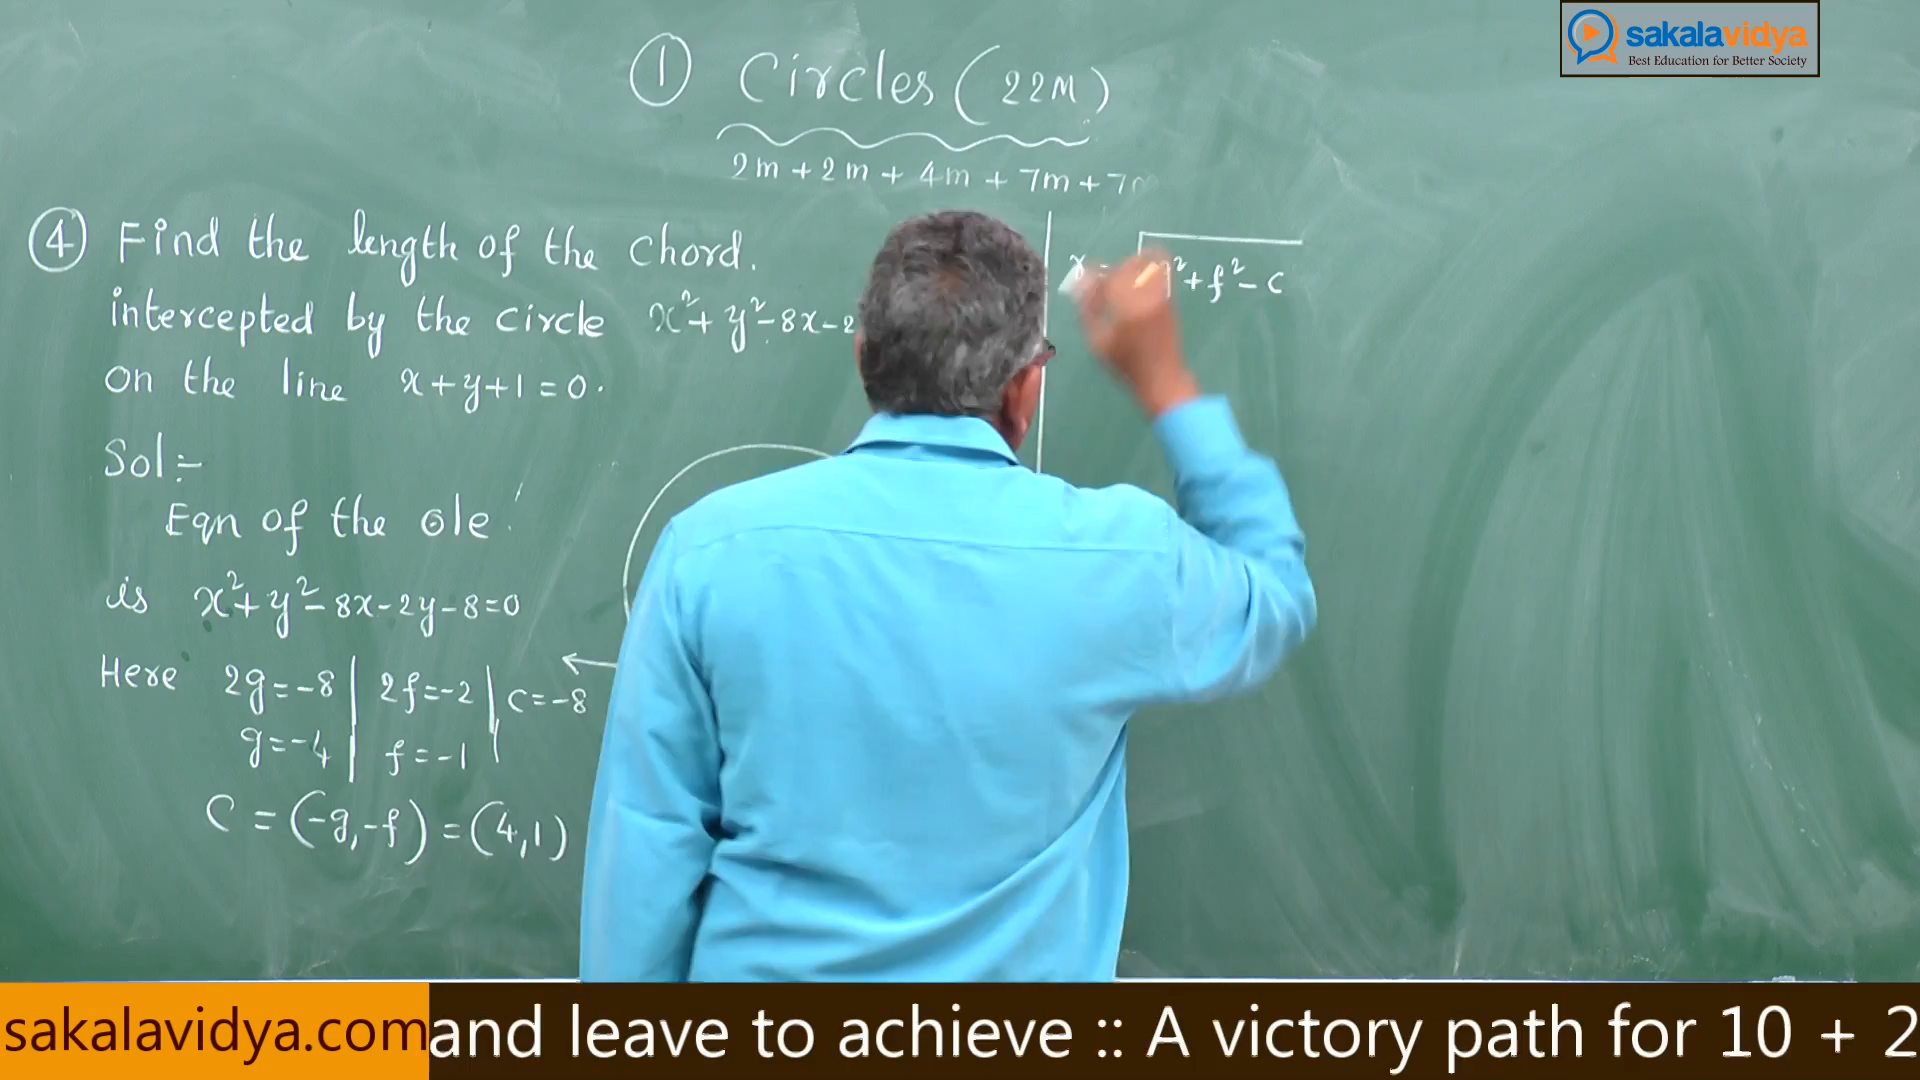 sakalavidya
Best Education for Better Society
① Circles (22M)
2m + 2m + 4m + 7m + 7
④ Find the length of the chord.
intercepted by the circle x² + y² - 8x - 2
on the line x + y + 1 = 0.
Sol :-
Eqn of the ⊙le
is x² + y² - 8x - 2y - 8 = 0
Here 2g = -8 | 2f = -2 | c = -8
g = -4 | f = -1 |
C = (-g, -f) = (4, 1)
² + f² - c
sakalavidya.com and leave to achieve :: A victory path for 10 + 2